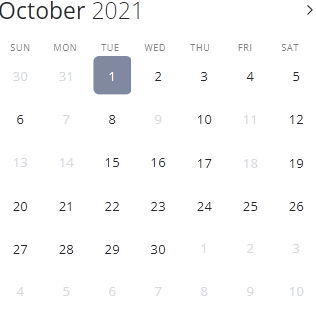 October 2021
SUN MON TUE WED THU FRI SAT
30 31 1 2 3 4 5
6 7 8 9 10 11 12
13 14 15 16 17 18 19
20 21 22 23 24 25 26
27 28 29 30 1 2 3
4 5 6 7 8 9 10